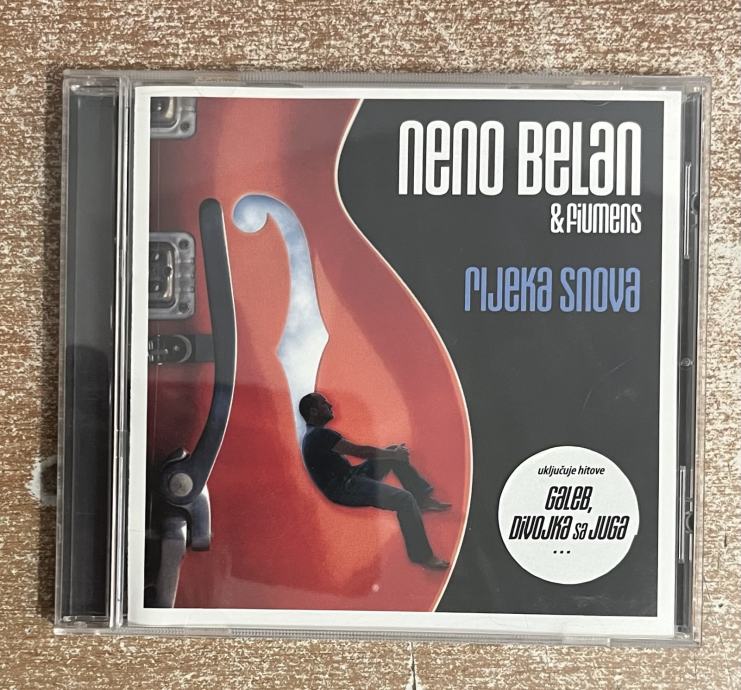 neno Belan
& fiumens
rijeka snova
uključuje hitove
Galeb,
Divojka sa Juga
...